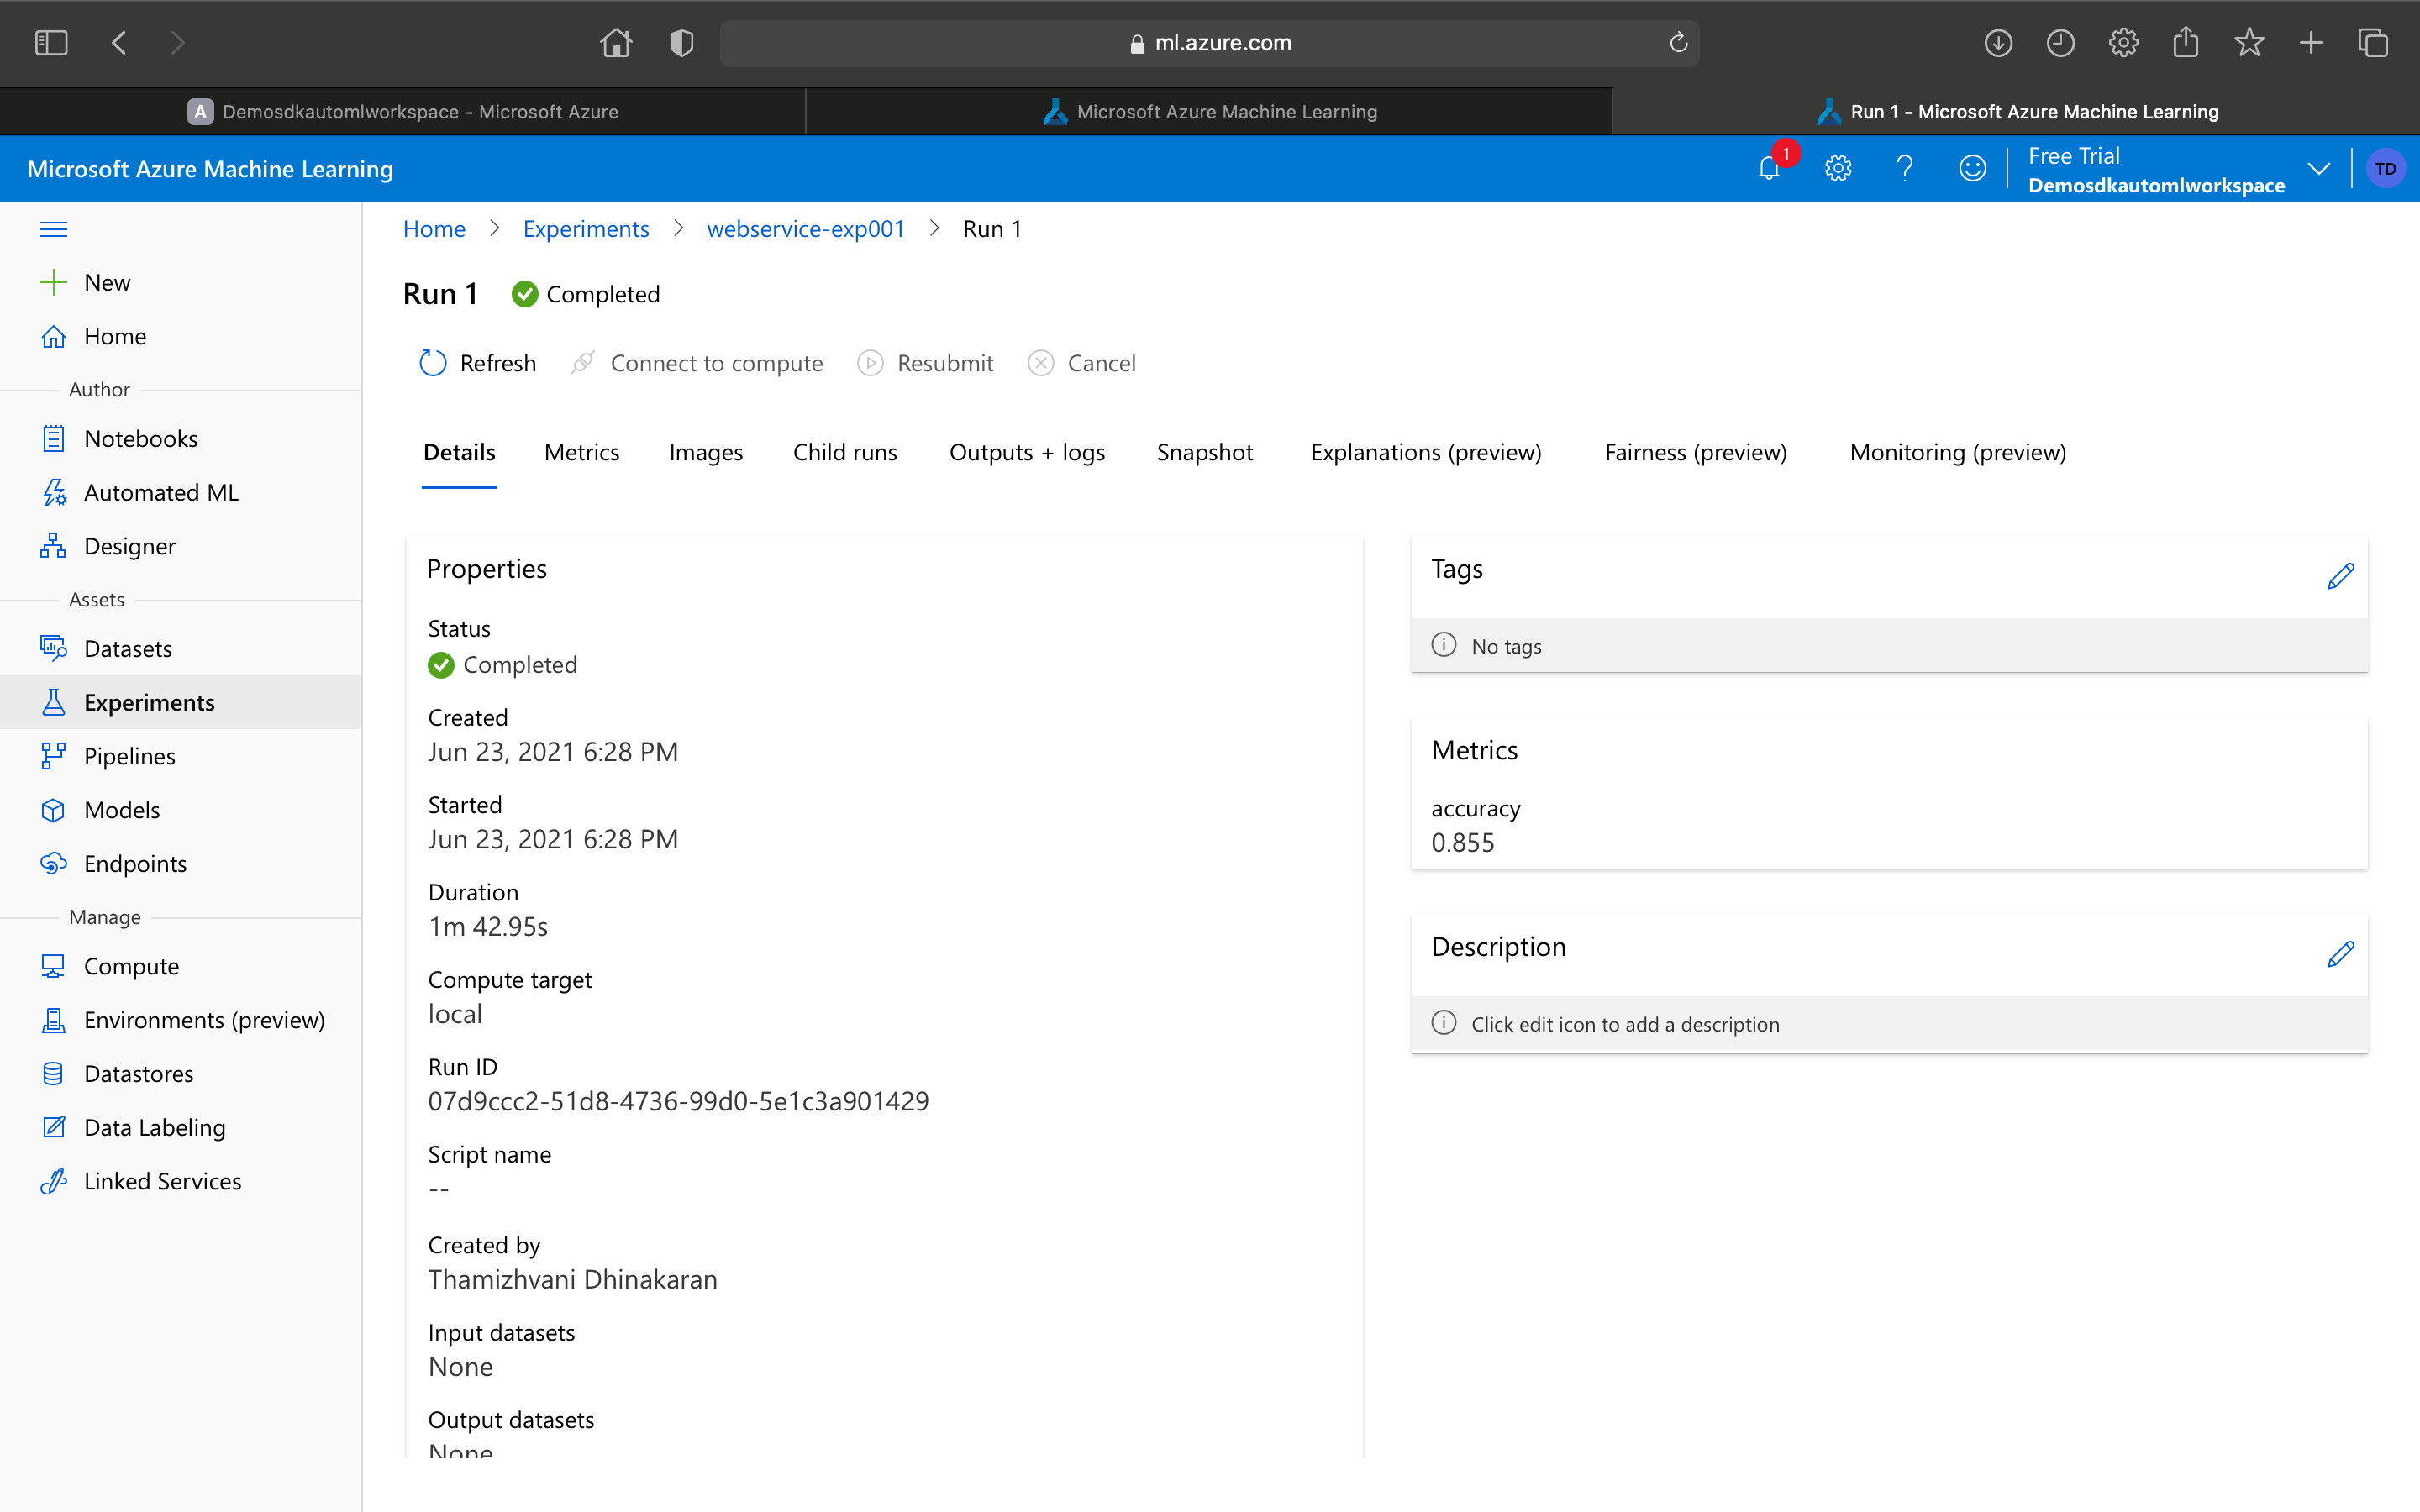 ml.azure.com
A Demosdkautomlworkspace - Microsoft Azure
Microsoft Azure Machine Learning
Run 1 - Microsoft Azure Machine Learning
Microsoft Azure Machine Learning
1
Free Trial
Demosdkautomlworkspace
TD
New
Home
Author
Notebooks
Automated ML
Designer
Assets
Datasets
Experiments
Pipelines
Models
Endpoints
Manage
Compute
Environments (preview)
Datastores
Data Labeling
Linked Services
Home > Experiments > webservice-exp001 > Run 1
Run 1 Completed
Refresh Connect to compute Resubmit Cancel
Details Metrics Images Child runs Outputs + logs Snapshot Explanations (preview) Fairness (preview) Monitoring (preview)
Properties
Status
Completed
Created
Jun 23, 2021 6:28 PM
Started
Jun 23, 2021 6:28 PM
Duration
1m 42.95s
Compute target
local
Run ID
07d9ccc2-51d8-4736-99d0-5e1c3a901429
Script name
--
Created by
Thamizhvani Dhinakaran
Input datasets
None
Output datasets
None
Tags
No tags
Metrics
accuracy
0.855
Description
Click edit icon to add a description